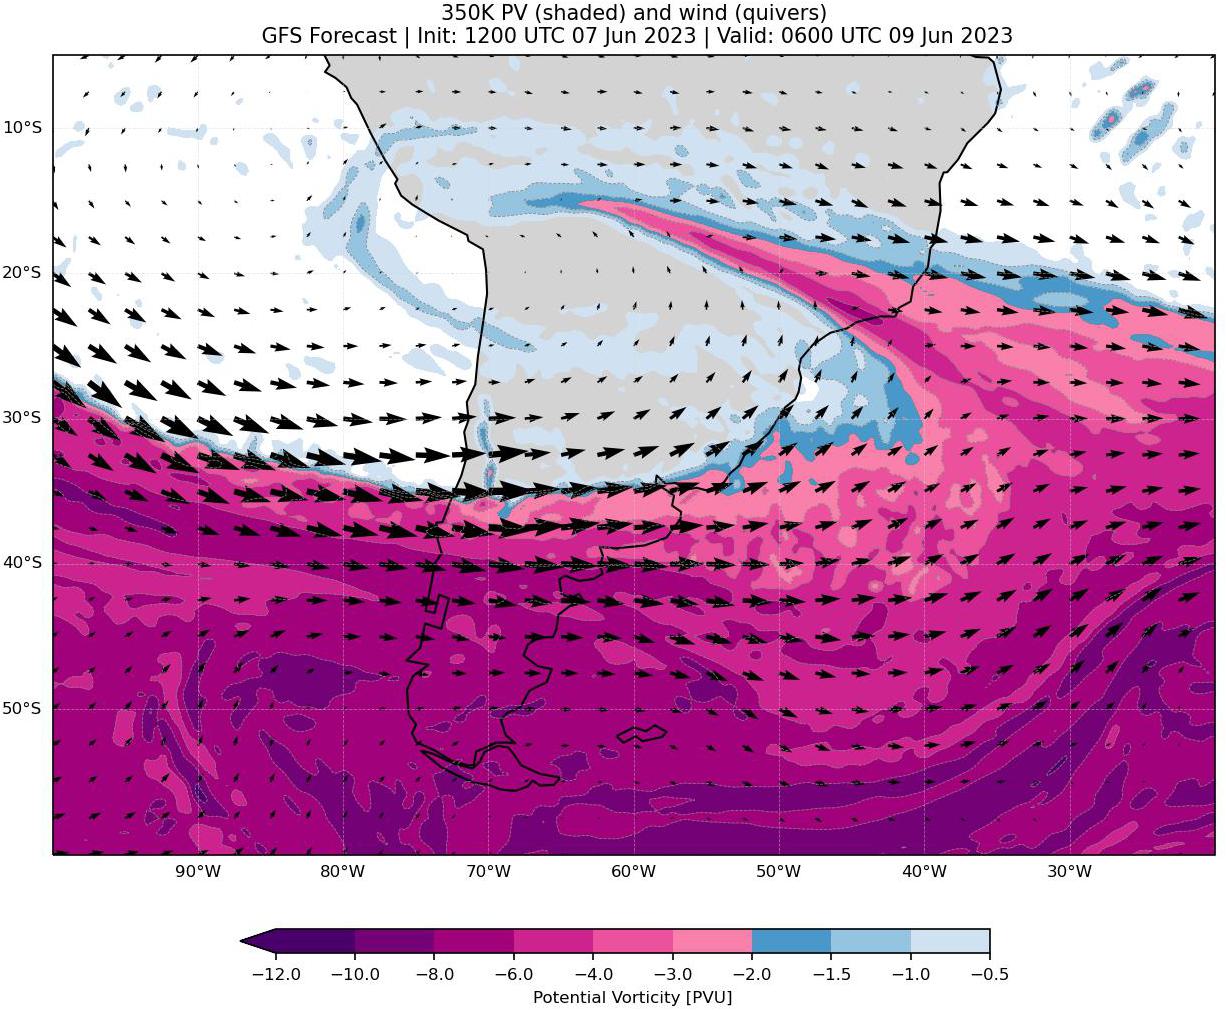 350K PV (shaded) and wind (quivers)
GFS Forecast | Init: 1200 UTC 07 Jun 2023 | Valid: 0600 UTC 09 Jun 2023
10°S
20°S
30°S
40°S
50°S
90°W 80°W 70°W 60°W 50°W 40°W 30°W
−12.0 −10.0 −8.0 −6.0 −4.0 −3.0 −2.0 −1.5 −1.0 −0.5
Potential Vorticity [PVU]